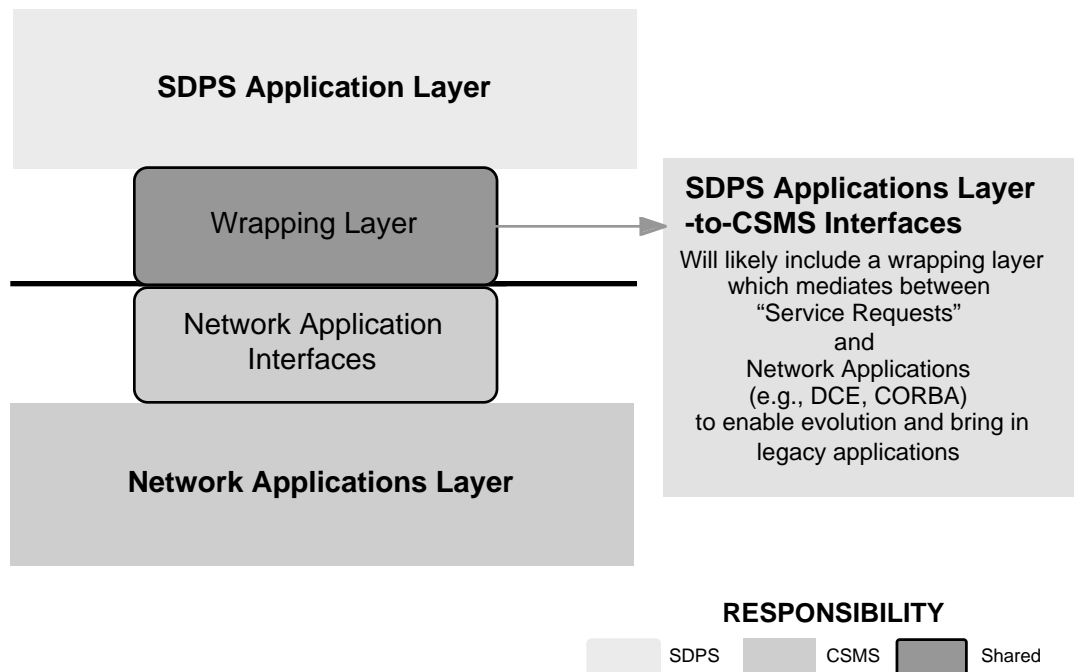 SDPS Application Layer
Wrapping Layer
Network Application
Interfaces
Network Applications Layer
SDPS Applications Layer
-to-CSMS Interfaces
Will likely include a wrapping layer
which mediates between
“Service Requests”
and
Network Applications
(e.g., DCE, CORBA)
to enable evolution and bring in
legacy applications
RESPONSIBILITY
SDPS CSMS Shared